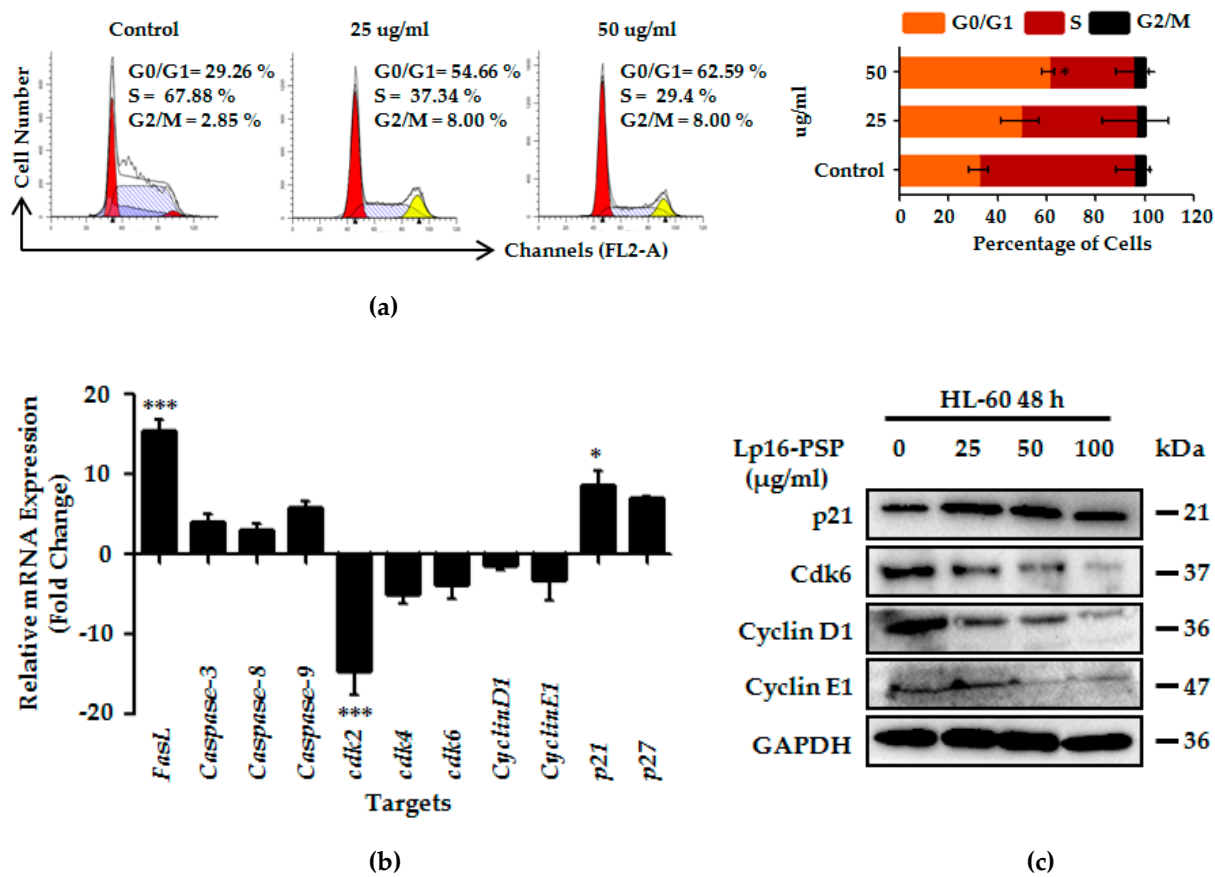 Control
25 ug/ml
50 ug/ml
G0/G1= 29.26 %
S = 67.88 %
G2/M = 2.85 %
G0/G1= 54.66 %
S = 37.34 %
G2/M = 8.00 %
G0/G1= 62.59 %
S = 29.4 %
G2/M = 8.00 %
Cell Number
Channels (FL2-A)
G0/G1 S G2/M
ug/ml
50
*
25
Control
0 20 40 60 80 100 120
Percentage of Cells
(a)
Relative mRNA Expression
(Fold Change)
20
10
0
-10
-20
***
***
*
FasL
Caspase-3
Caspase-8
Caspase-9
cdk2
cdk4
cdk6
CyclinD1
CyclinE1
p21
p27
Targets
(b)
HL-60 48 h
Lp16-PSP 0 25 50 100 kDa
(µg/ml)
p21 21
Cdk6 37
Cyclin D1 36
Cyclin E1 47
GAPDH 36
(c)